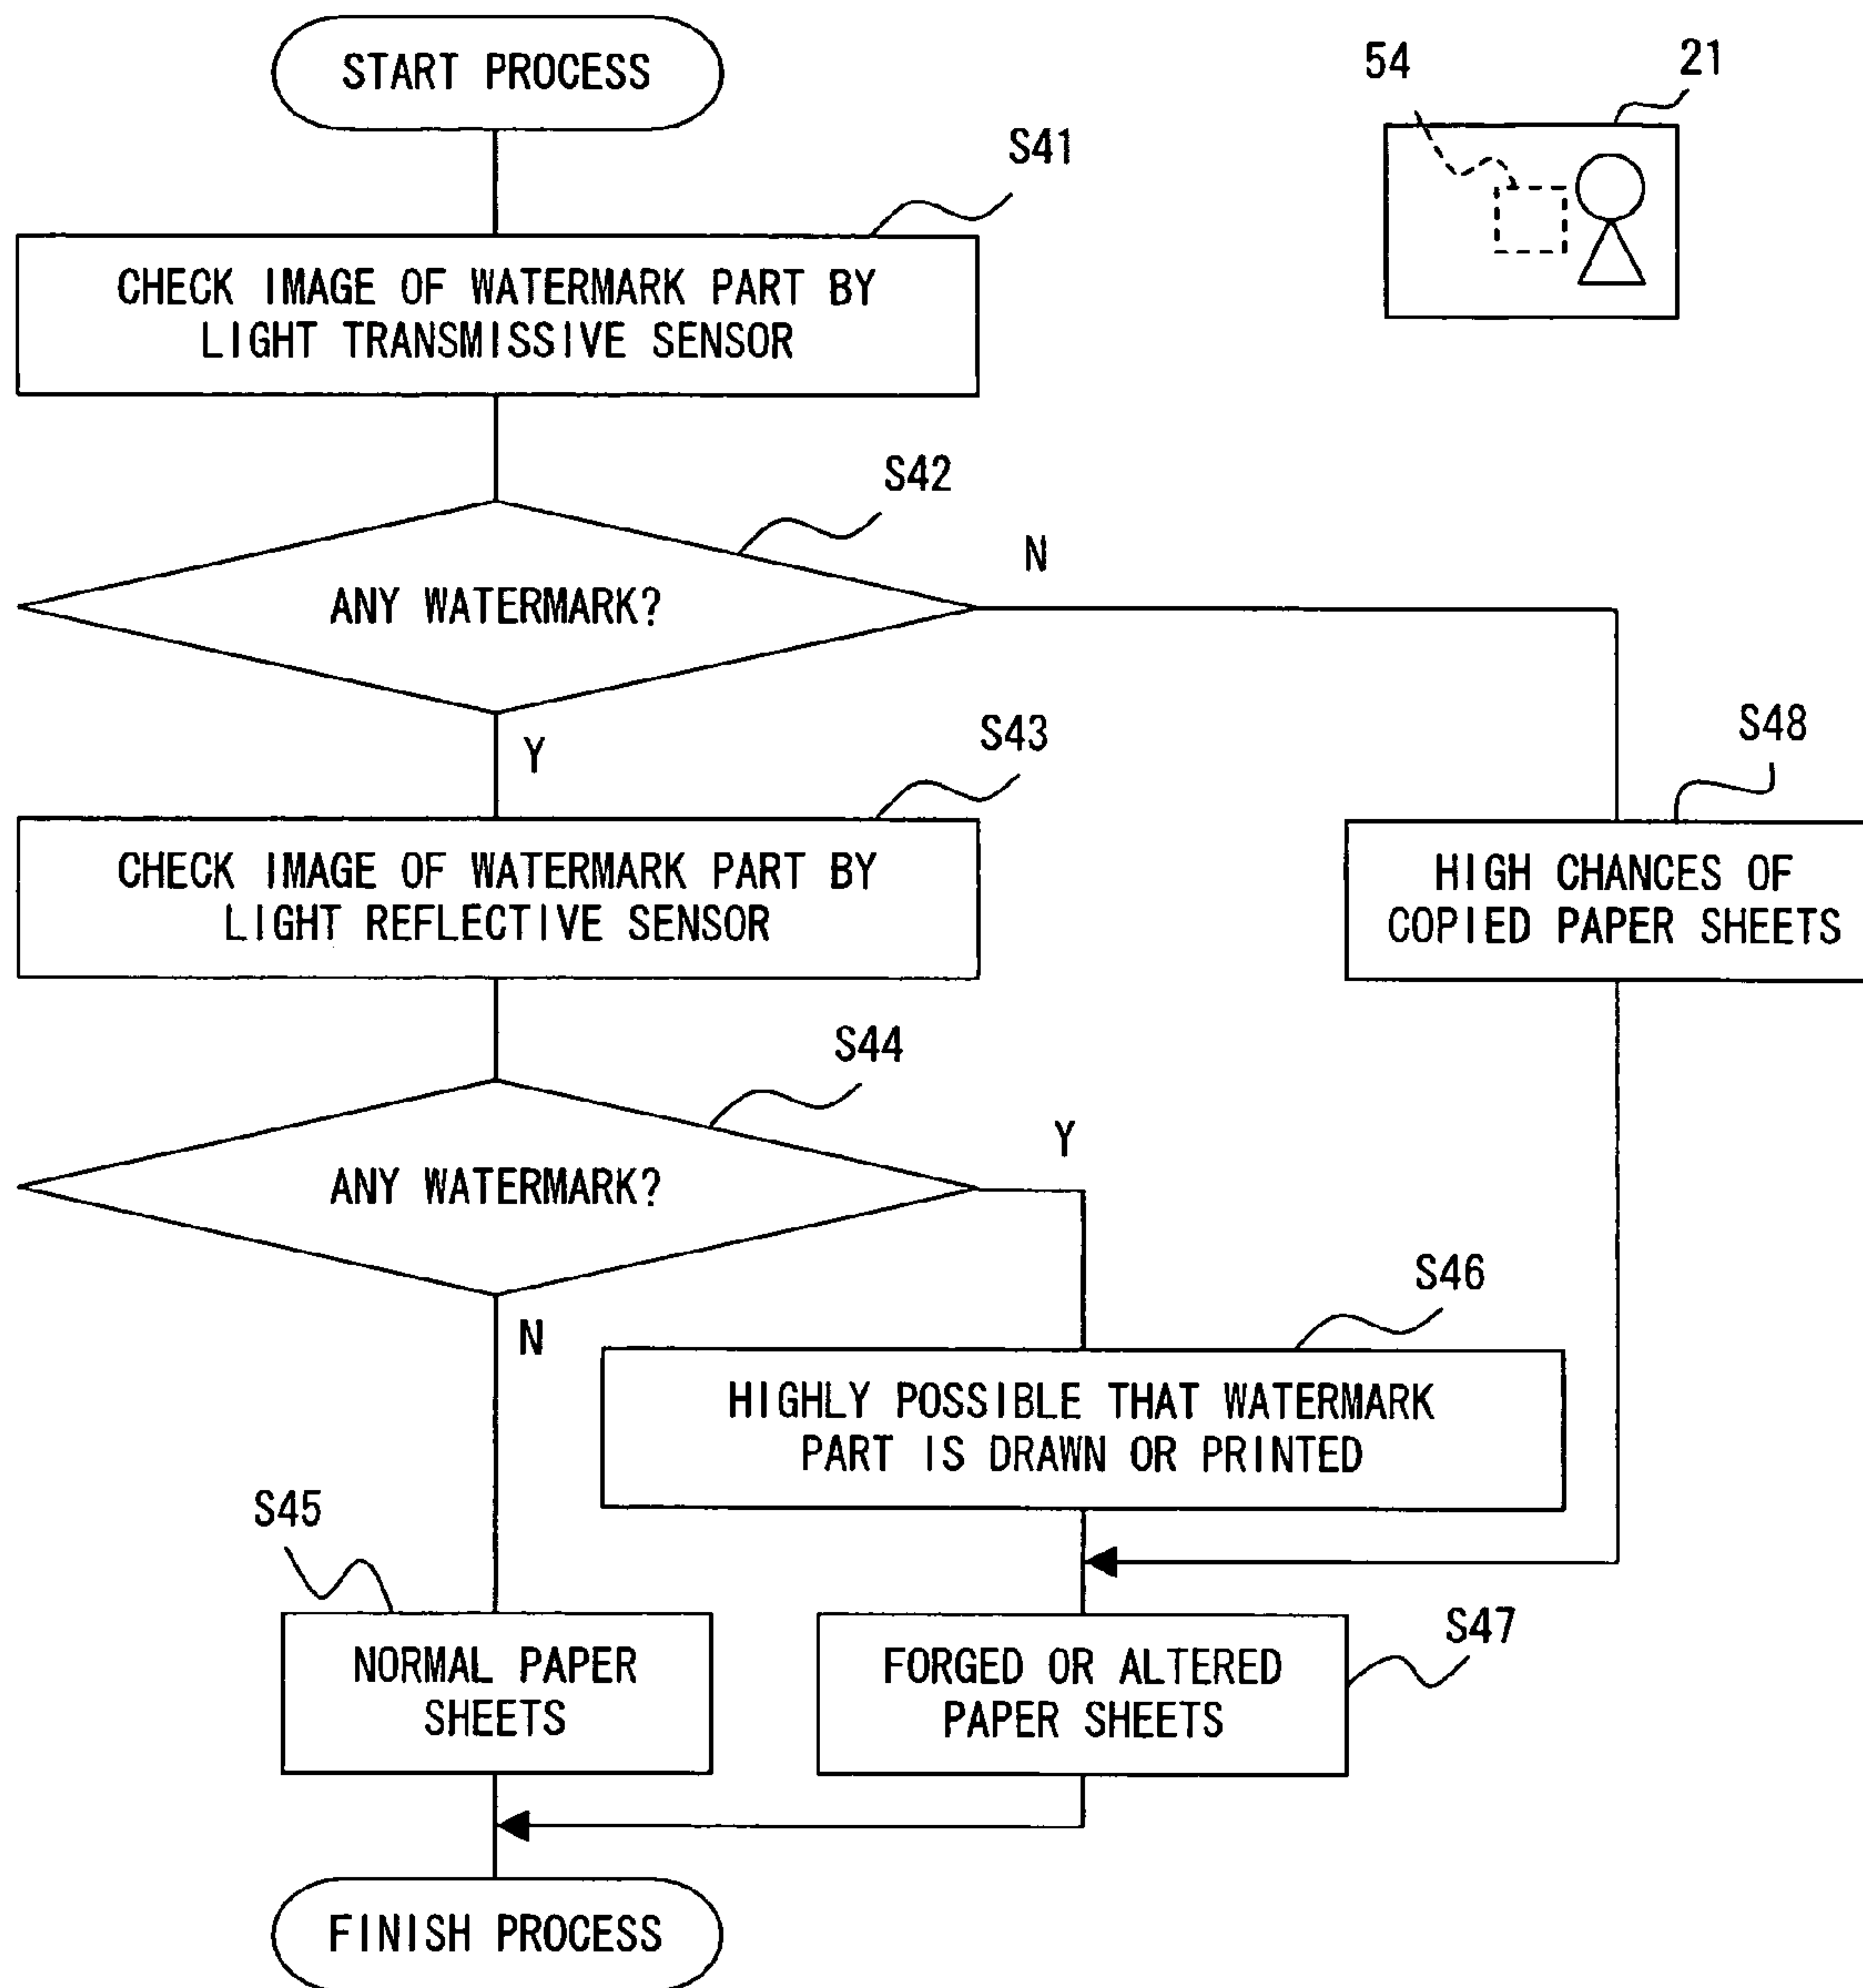 START PROCESS
54
21
S41
CHECK IMAGE OF WATERMARK PART BY
LIGHT TRANSMISSIVE SENSOR
S42
ANY WATERMARK?
N
Y
S43
S48
CHECK IMAGE OF WATERMARK PART BY
LIGHT REFLECTIVE SENSOR
HIGH CHANCES OF
COPIED PAPER SHEETS
S44
ANY WATERMARK?
Y
N
S46
HIGHLY POSSIBLE THAT WATERMARK
PART IS DRAWN OR PRINTED
S45
NORMAL PAPER
SHEETS
S47
FORGED OR ALTERED
PAPER SHEETS
FINISH PROCESS